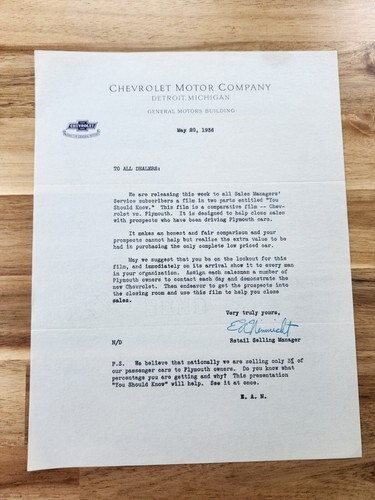 CHEVROLET MOTOR COMPANY
DETROIT, MICHIGAN
GENERAL MOTORS BUILDING
CHEVROLET
May 20, 1936
TO ALL DEALERS:
We are releasing this week to all Sales Managers'
Service subscribers a film in two parts entitled "You
Should Know." This film is a comparative film -- Chev-
rolet vs. Plymouth. It is designed to help close sales
with prospects who have been driving Plymouth cars.
It makes an honest and fair comparison and your
prospects cannot help but realize the extra value to be
had in purchasing the only complete low priced car.
May we suggest that you be on the lookout for this
film, and immediately on its arrival show it to every man
in your organization. Assign each salesman a number of
Plymouth owners to contact each day and demonstrate the
new Chevrolet. Then endeavor to get the prospects into
the closing room and use this film to help you close
sales.
Very truly yours,
Retail Selling Manager
N/D
P.S. We believe that nationally we are selling only 3% of
our passenger cars to Plymouth owners. Do you know what
percentage you are getting and why? This presentation
"You Should Know" will help. See it at once.
E. A. N.